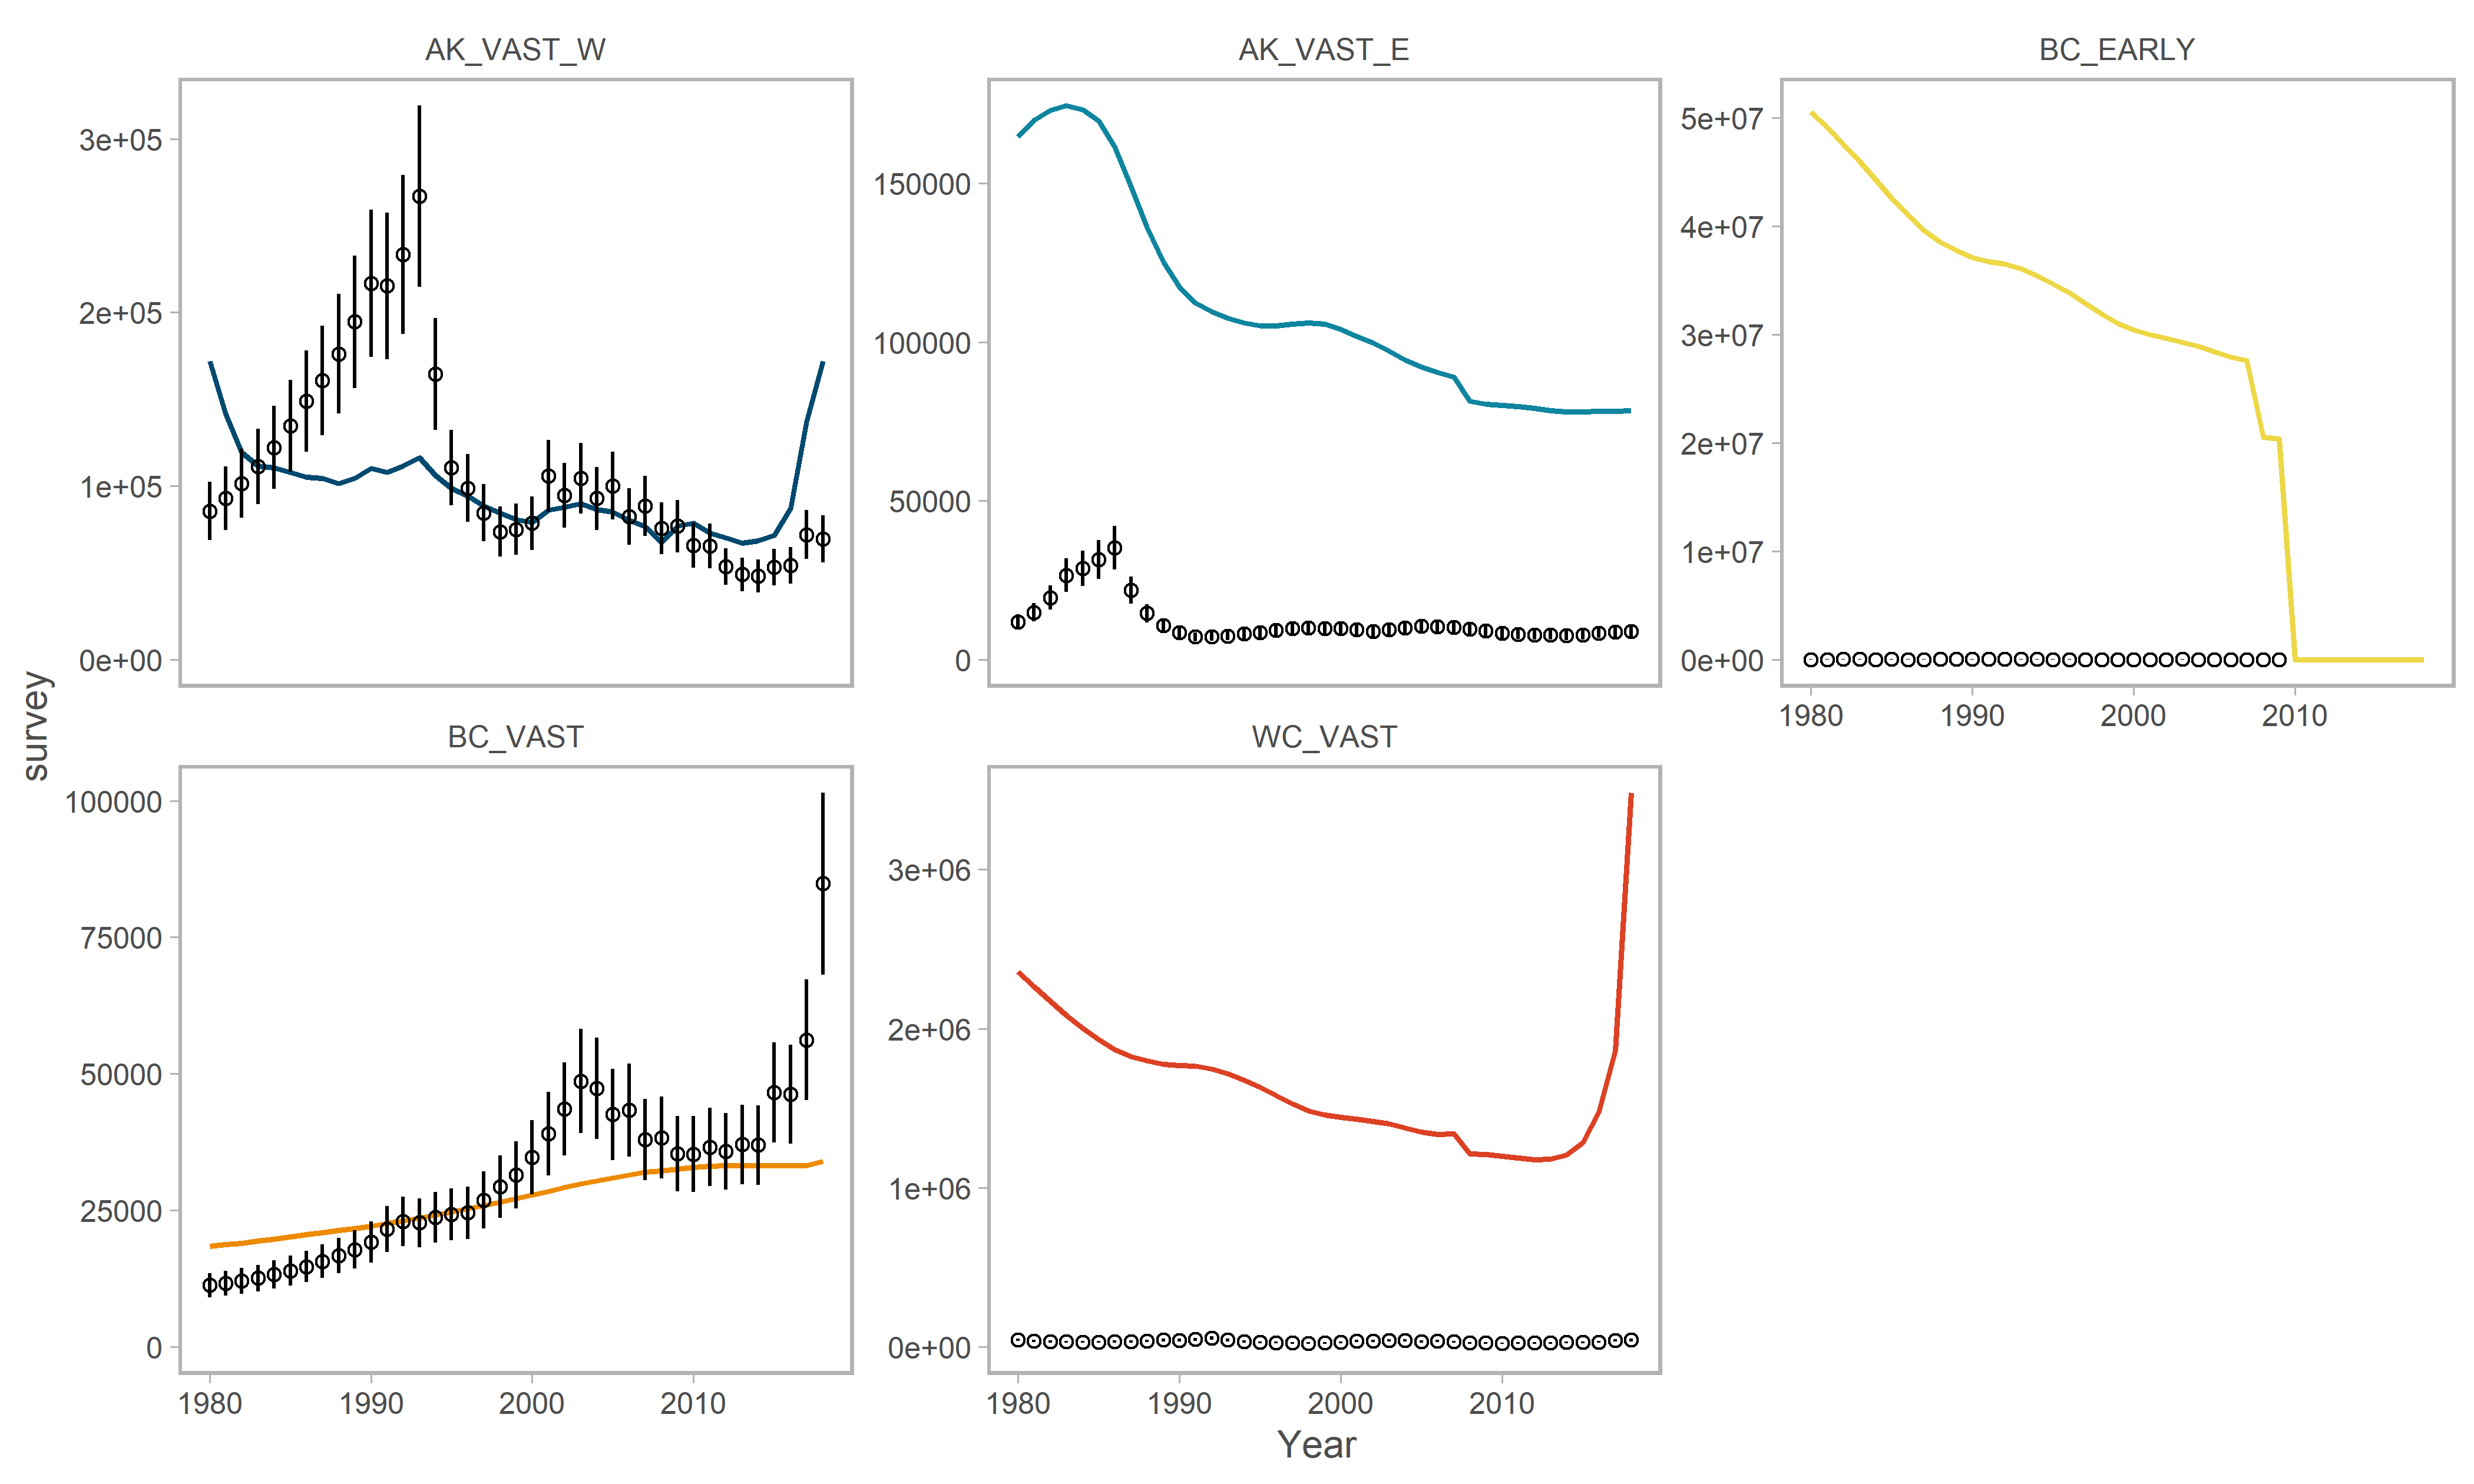 AK_VAST_W
AK_VAST_E
BC_EARLY
3e+05
2e+05
1e+05
0e+00
150000
100000
50000
0
5e+07
4e+07
3e+07
2e+07
1e+07
0e+00
1980 1990 2000 2010
survey
BC_VAST
WC_VAST
100000
75000
50000
25000
0
3e+06
2e+06
1e+06
0e+00
1980 1990 2000 2010
1980 1990 2000 2010
Year